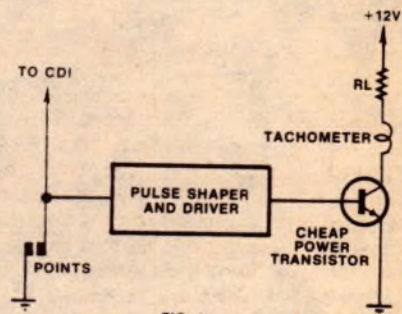 +12V
TO CDI
RL
TACHOMETER
PULSE SHAPER
AND DRIVER
CHEAP
POWER
TRANSISTOR
POINTS